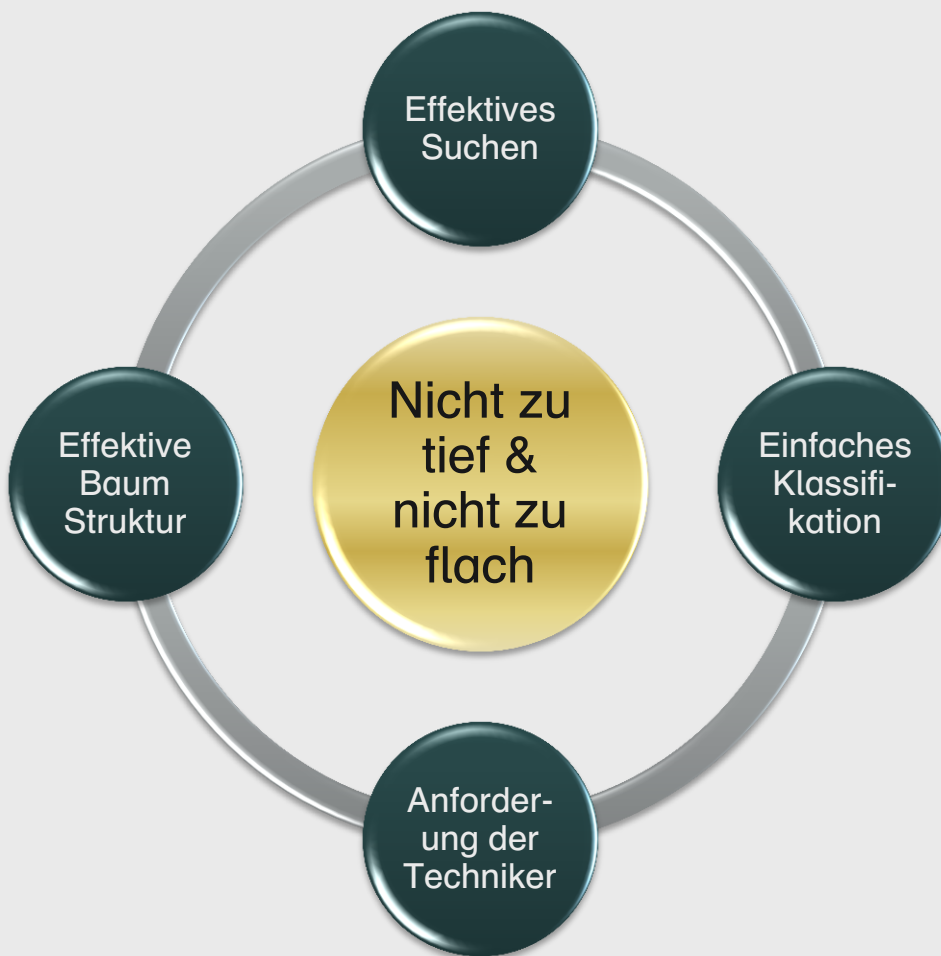 Effektives
Suchen
Effektive
Baum
Struktur
Nicht zu
tief &
nicht zu
flach
Einfaches
Klassifi-
kation
Anforder-
ung der
Techniker